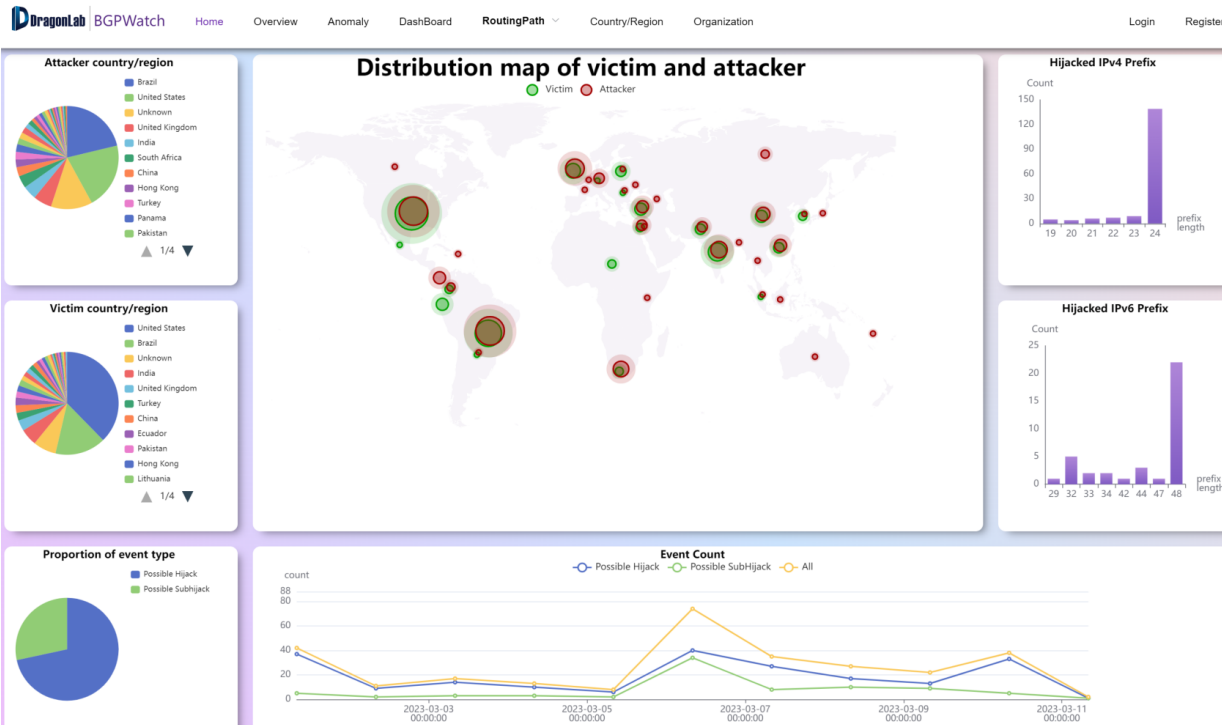 DragonLab BGPWatch Home Overview Anomaly DashBoard RoutingPath Country/Region Organization Login Register
Attacker country/region
Brazil
United States
Unknown
United Kingdom
India
South Africa
China
Hong Kong
Turkey
Panama
Pakistan
1/4
Victim country/region
United States
Brazil
Unknown
India
United Kingdom
Turkey
China
Ecuador
Pakistan
Hong Kong
Lithuania
1/4
Distribution map of victim and attacker
Victim Attacker
Hijacked IPv4 Prefix
Count
150
120
90
60
30
0
19 20 21 22 23 24
prefix
length
Hijacked IPv6 Prefix
Count
25
20
15
10
5
0
29 32 33 34 42 44 47 48
prefix
length
Proportion of event type
Possible Hijack
Possible Subhijack
Event Count
Possible Hijack Possible SubHijack All
count
88
80
60
40
20
0
2023-03-03 2023-03-05 2023-03-07 2023-03-09 2023-03-11
00:00:00 00:00:00 00:00:00 00:00:00 00:00:00